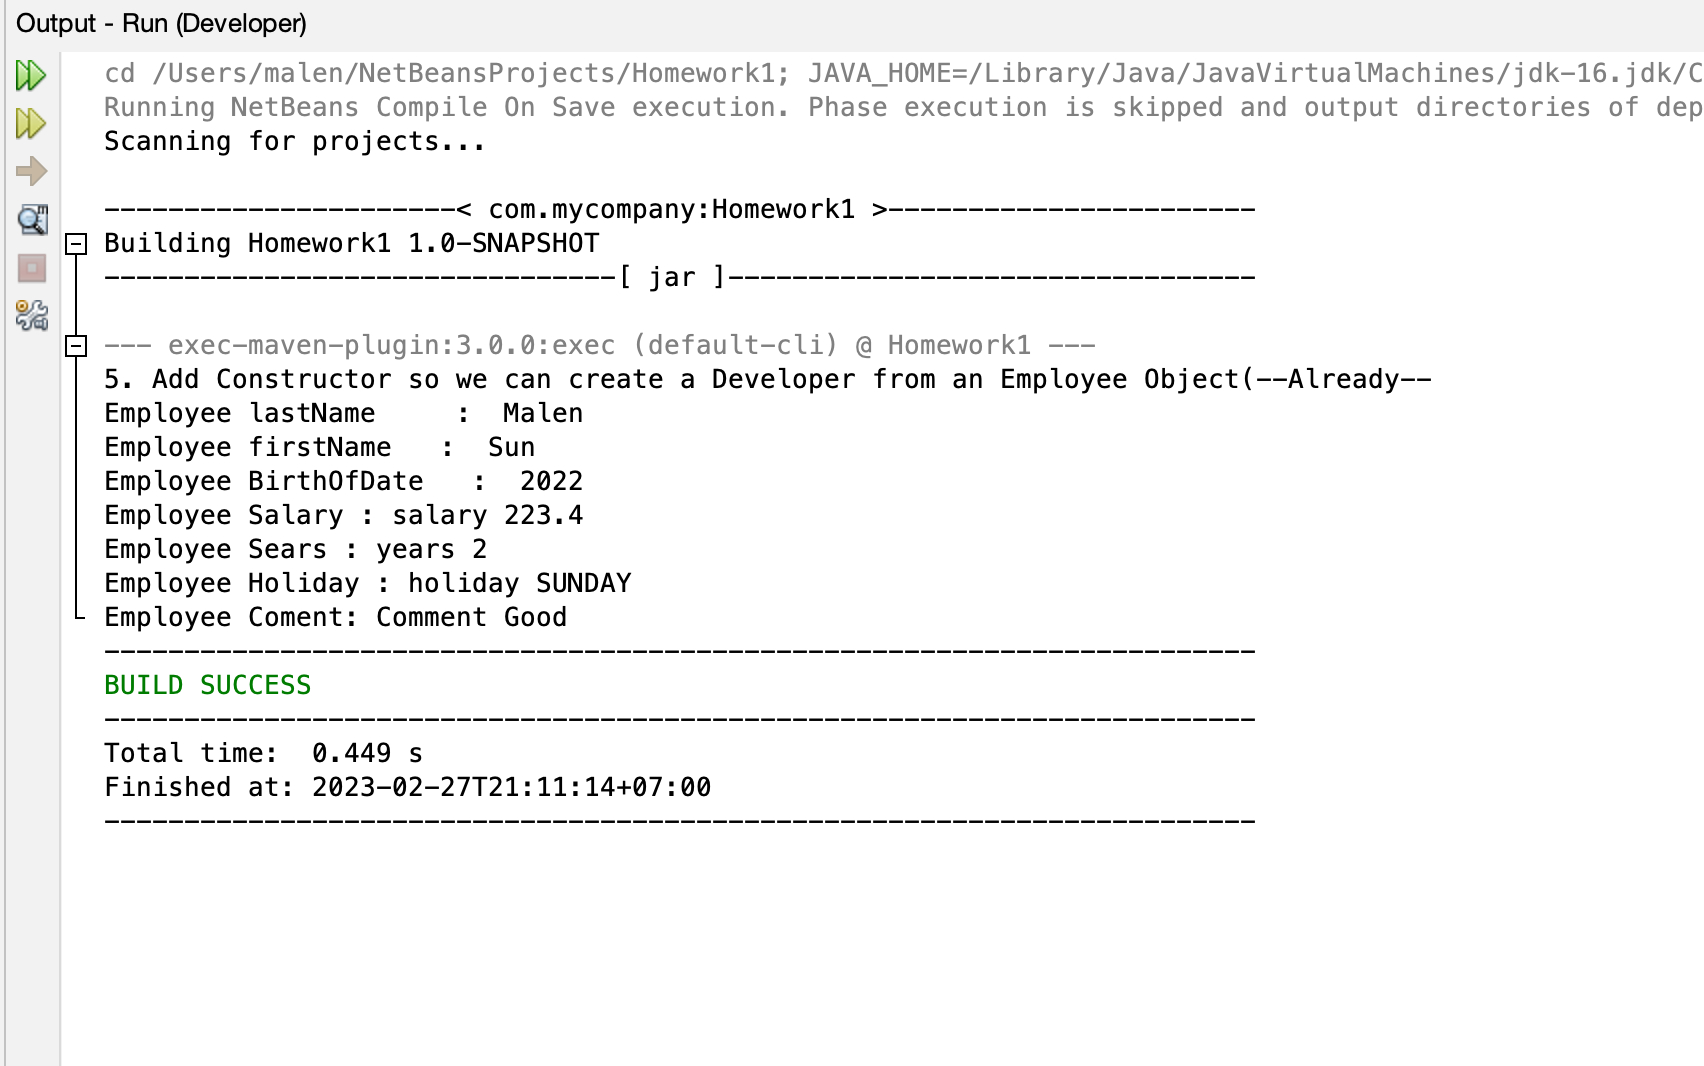 Output - Run (Developer)
cd /Users/malen/NetBeansProjects/Homework1; JAVA_HOME=/Library/Java/JavaVirtualMachines/jdk-16.jdk/C
Running NetBeans Compile On Save execution. Phase execution is skipped and output directories of dep
Scanning for projects...
----------------------< com.mycompany:Homework1 >-----------------------
Building Homework1 1.0-SNAPSHOT
--------------------------------[ jar ]---------------------------------
--- exec-maven-plugin:3.0.0:exec (default-cli) @ Homework1 ---
5. Add Constructor so we can create a Developer from an Employee Object(--Already--
Employee lastName     :  Malen
Employee firstName   :  Sun
Employee BirthOfDate   :  2022
Employee Salary : salary 223.4
Employee Sears : years 2
Employee Holiday : holiday SUNDAY
Employee Coment: Comment Good
------------------------------------------------------------------------
BUILD SUCCESS
------------------------------------------------------------------------
Total time:  0.449 s
Finished at: 2023-02-27T21:11:14+07:00
------------------------------------------------------------------------